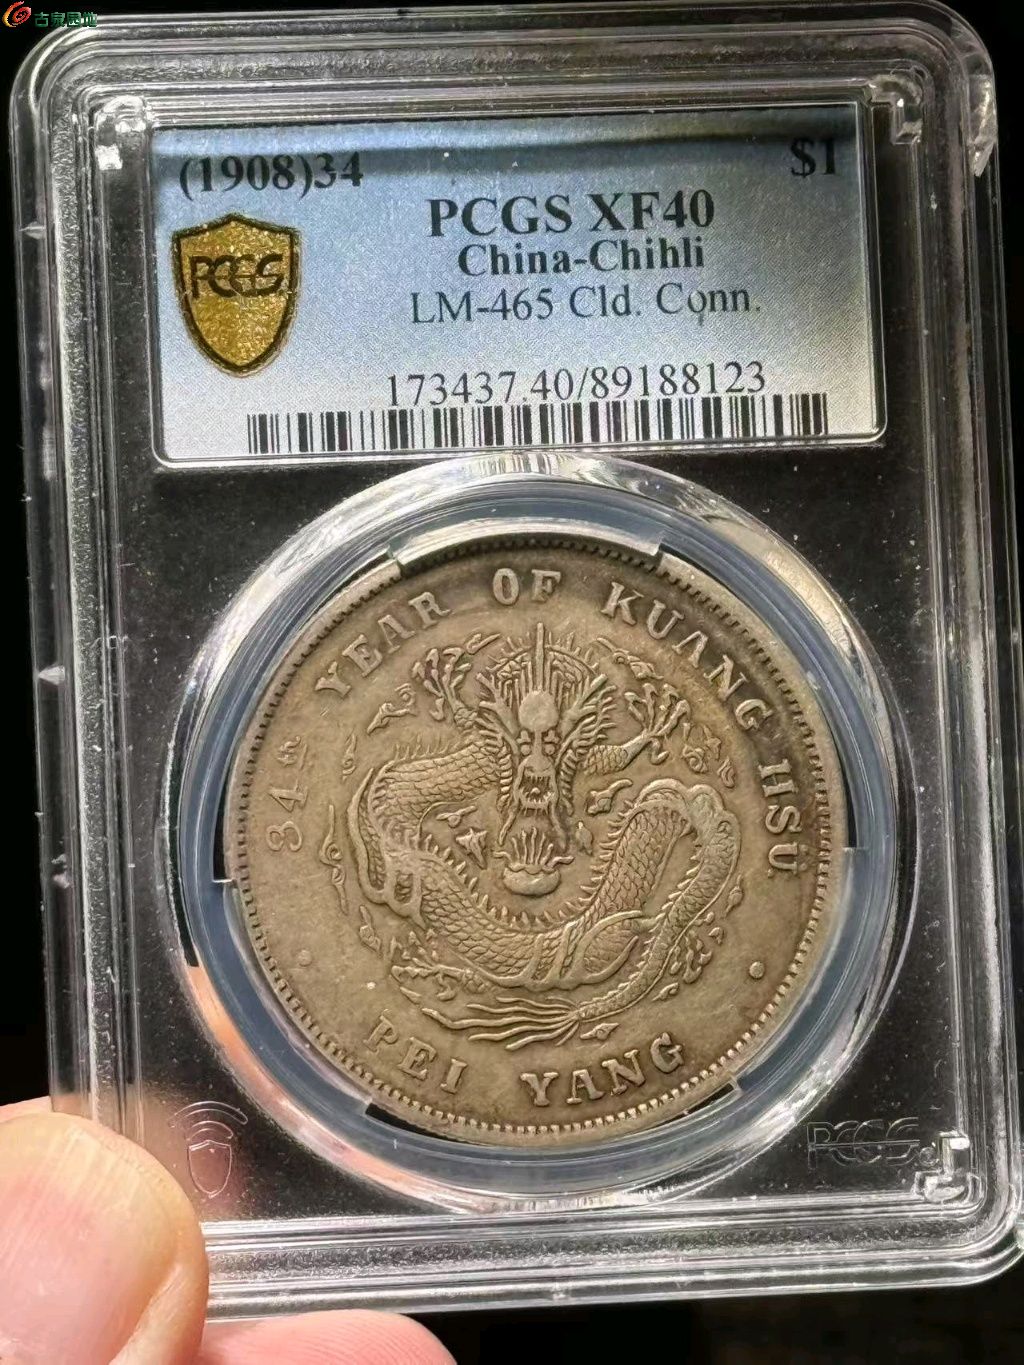 古泉园地
(1908)34 $1
PCGS XF40
China-Chihli
LM-465 Cld. Conn.
PCGS
173437.40/89188123
34th YEAR OF KUANG HSU
PEI YANG
PCGS